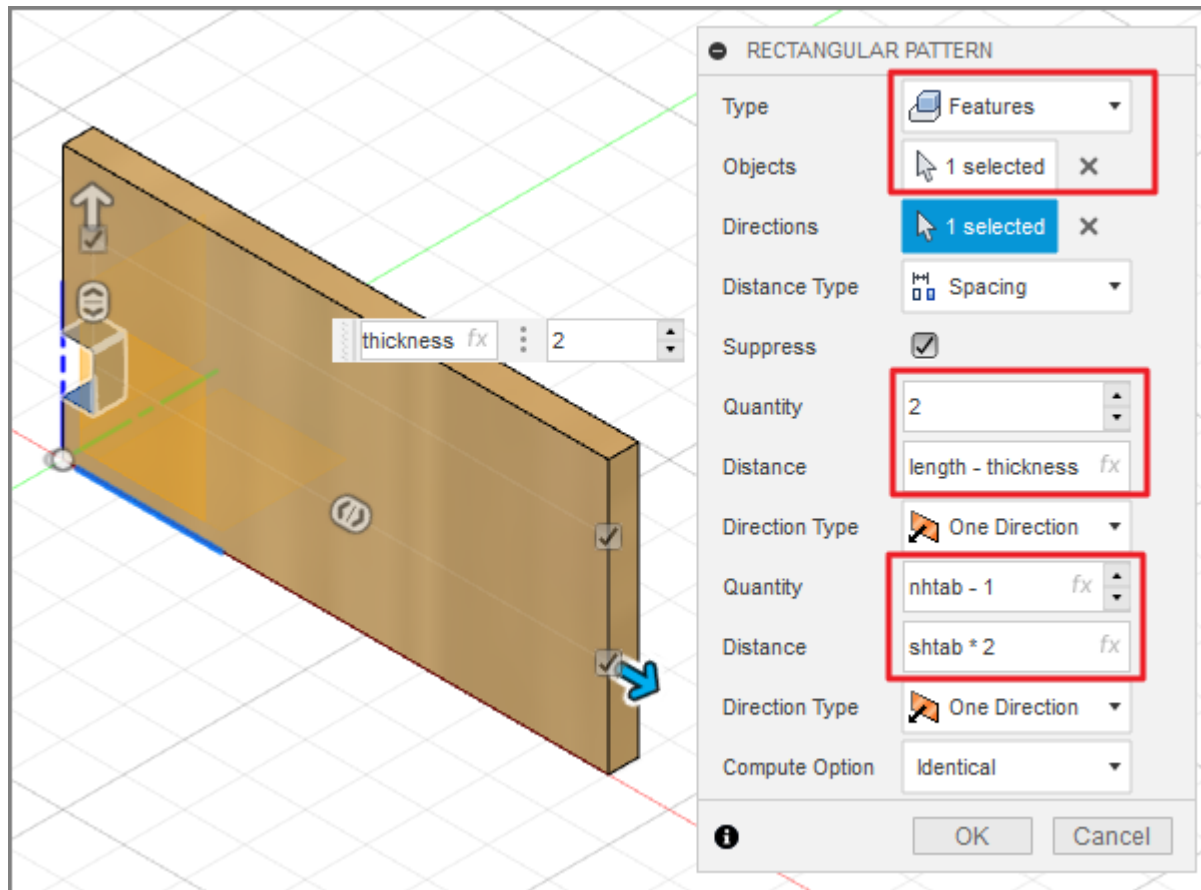 RECTANGULAR PATTERN
Type Features
Objects 1 selected
Directions 1 selected
Distance Type Spacing
thickness fx 2
Suppress
Quantity 2
Distance length - thickness fx
Direction Type One Direction
Quantity nhtab - 1 fx
Distance shtab * 2 fx
Direction Type One Direction
Compute Option Identical
OK Cancel